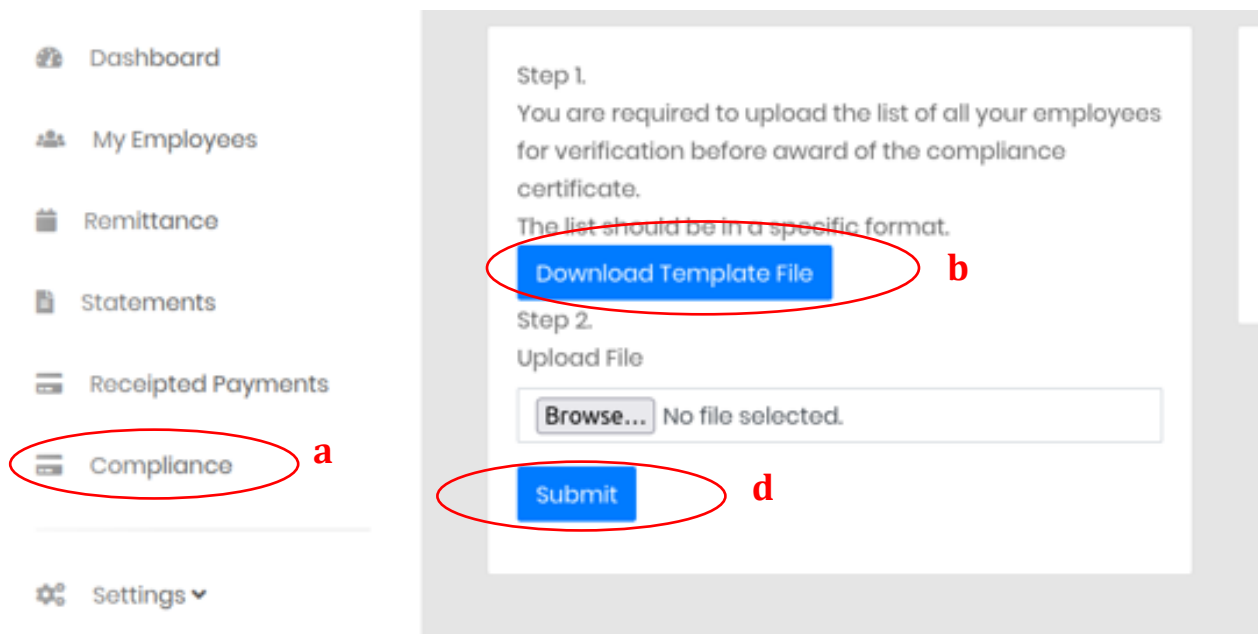 Dashboard
My Employees
Remittance
Statements
Receipted Payments
Compliance
a
Settings
Step 1.
You are required to upload the list of all your employees
for verification before award of the compliance
certificate.
The list should be in a specific format.
Download Template File
b
Step 2.
Upload File
Browse... No file selected.
Submit
d